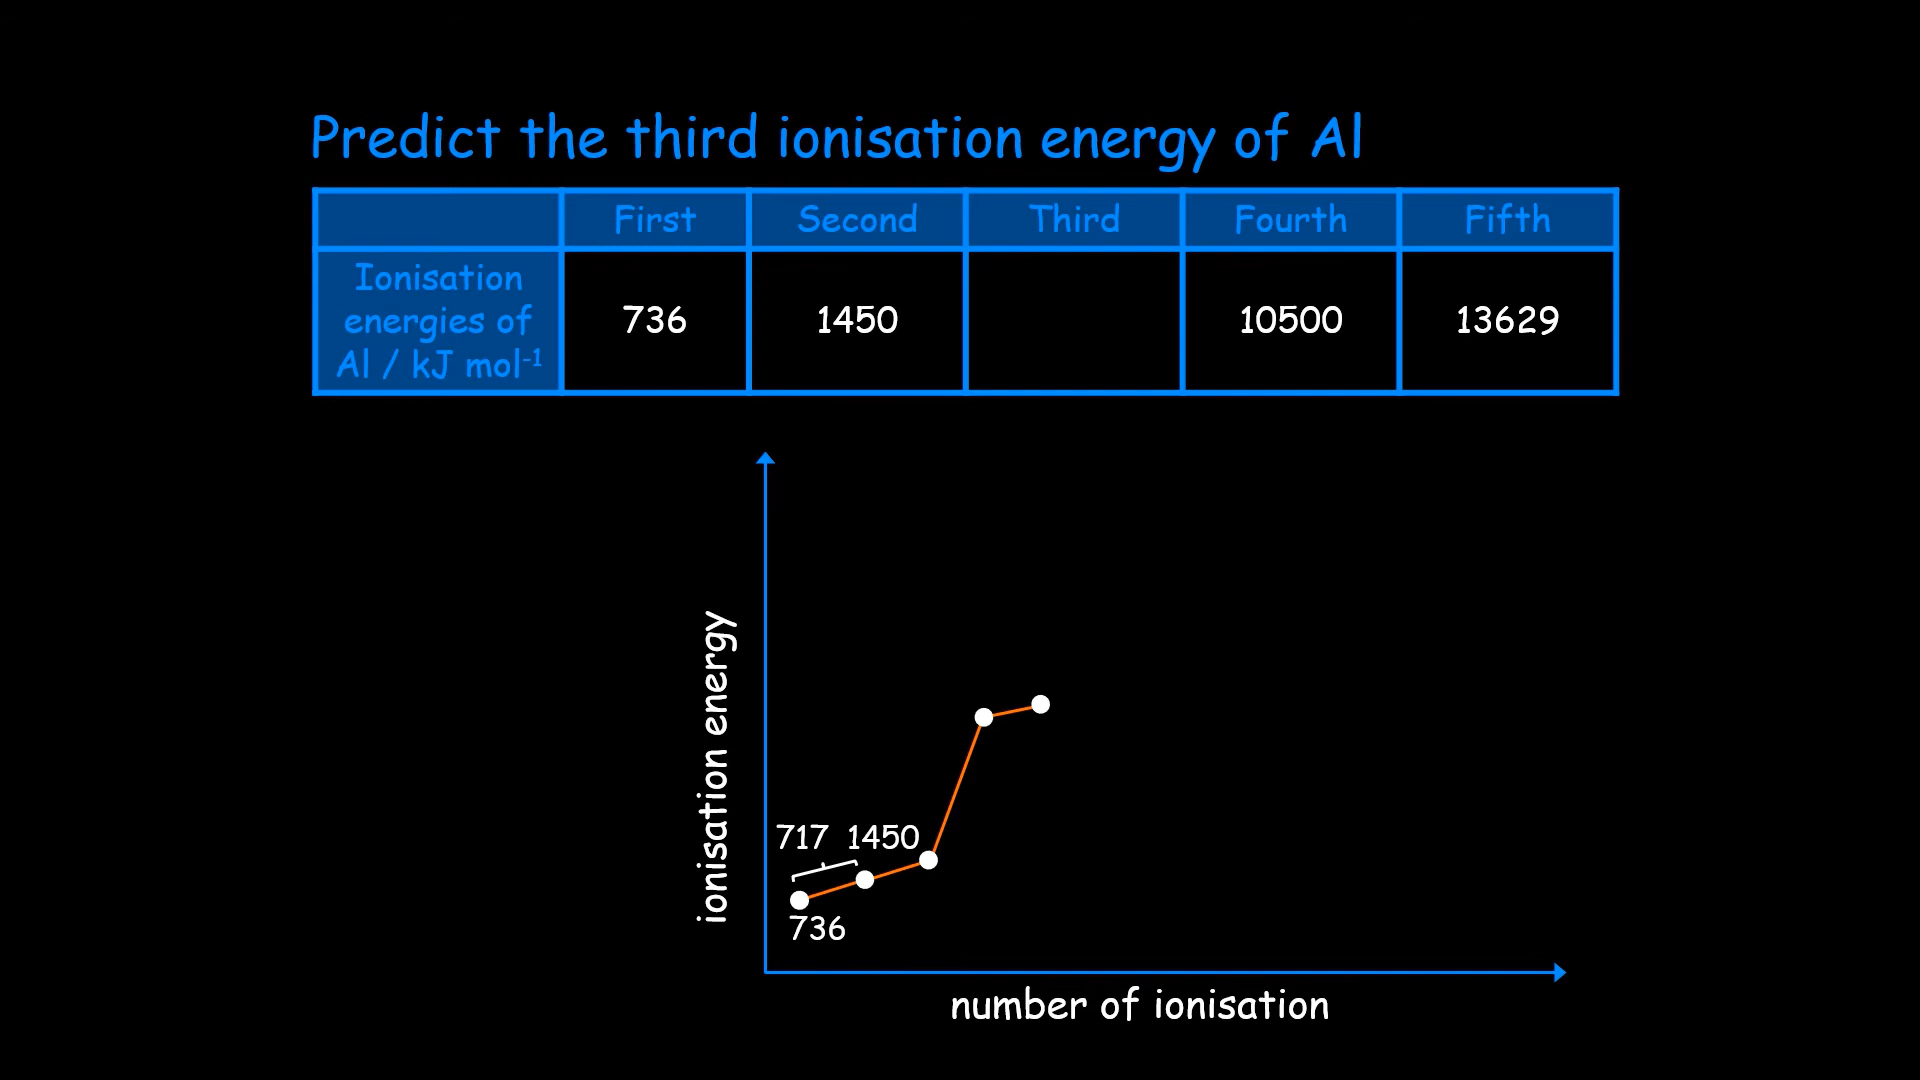 Predict the third ionisation energy of Al
First Second Third Fourth Fifth
Ionisation
energies of
Al / kJ mol⁻¹
736 1450 10500 13629
ionisation energy
717 1450
736
number of ionisation